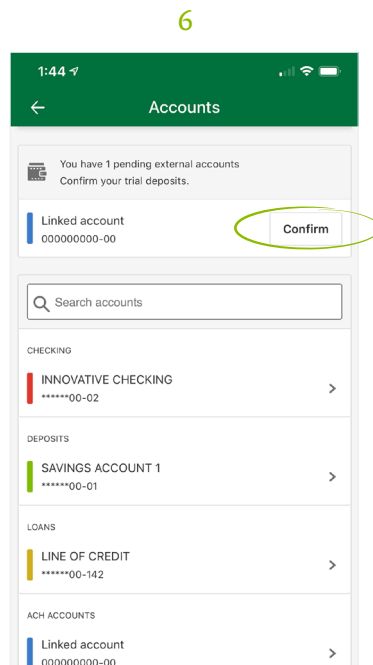 6
1:44
Accounts
You have 1 pending external accounts
Confirm your trial deposits.
Linked account
000000000-00
Confirm
Search accounts
CHECKING
INNOVATIVE CHECKING
******00-02
DEPOSITS
SAVINGS ACCOUNT 1
******00-01
LOANS
LINE OF CREDIT
******00-142
ACH ACCOUNTS
Linked account
000000000-00